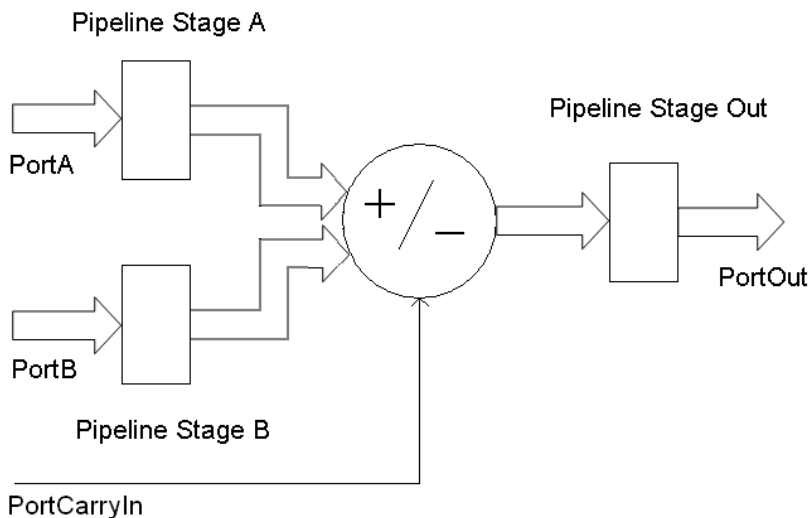 Pipeline Stage A
Pipeline Stage Out
PortA
+/-
PortOut
PortB
Pipeline Stage B
PortCarryIn